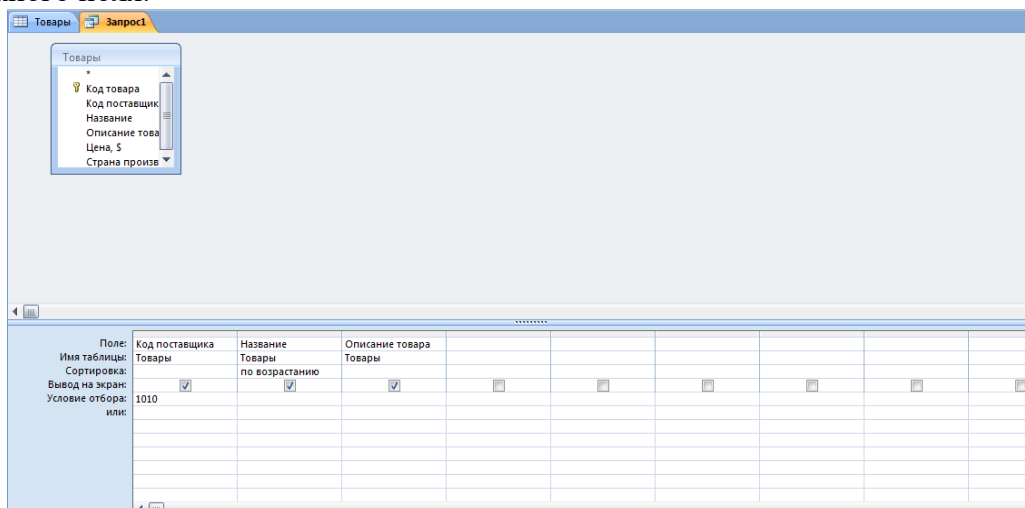 Товары Запрос1
Товары
*
Код товара
Код поставщик
Название
Описание това
Цена, $
Страна произв
Поле: Код поставщика Название Описание товара
Имя таблицы: Товары Товары Товары
Сортировка: по возрастанию
Вывод на экран:
Условие отбора: 1010
или: